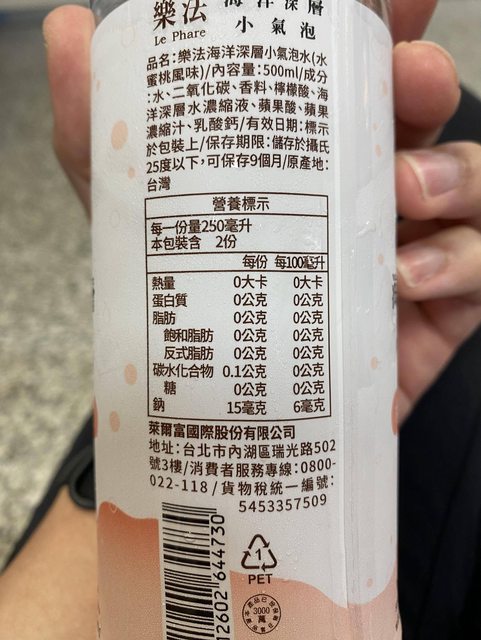 樂法
Le Phare
海洋深層
小氣泡
品名:樂法海洋深層小氣泡水(水
蜜桃風味)/內容量:500ml/成分
:水、二氧化碳、香料、檸檬酸、海
洋深層水濃縮液、蘋果酸、蘋果
濃縮汁、乳酸鈣/有效日期:標示
於包裝上/保存期限:儲存於攝氏
25度以下,可保存9個月/原產地:
台灣
營養標示
每一份量250毫升
本包裝含 2份
每份 每100毫升
熱量 0大卡 0大卡
蛋白質 0公克 0公克
脂肪 0公克 0公克
飽和脂肪 0公克 0公克
反式脂肪 0公克 0公克
碳水化合物 0.1公克 0公克
糖 0公克 0公克
鈉 15毫克 6毫克
萊爾富國際股份有限公司
地址:台北市內湖區瑞光路502
號3樓/消費者服務專線:0800-
022-118/貨物稅統一編號:
5453357509
12602 644730
1
PET
3000
萬